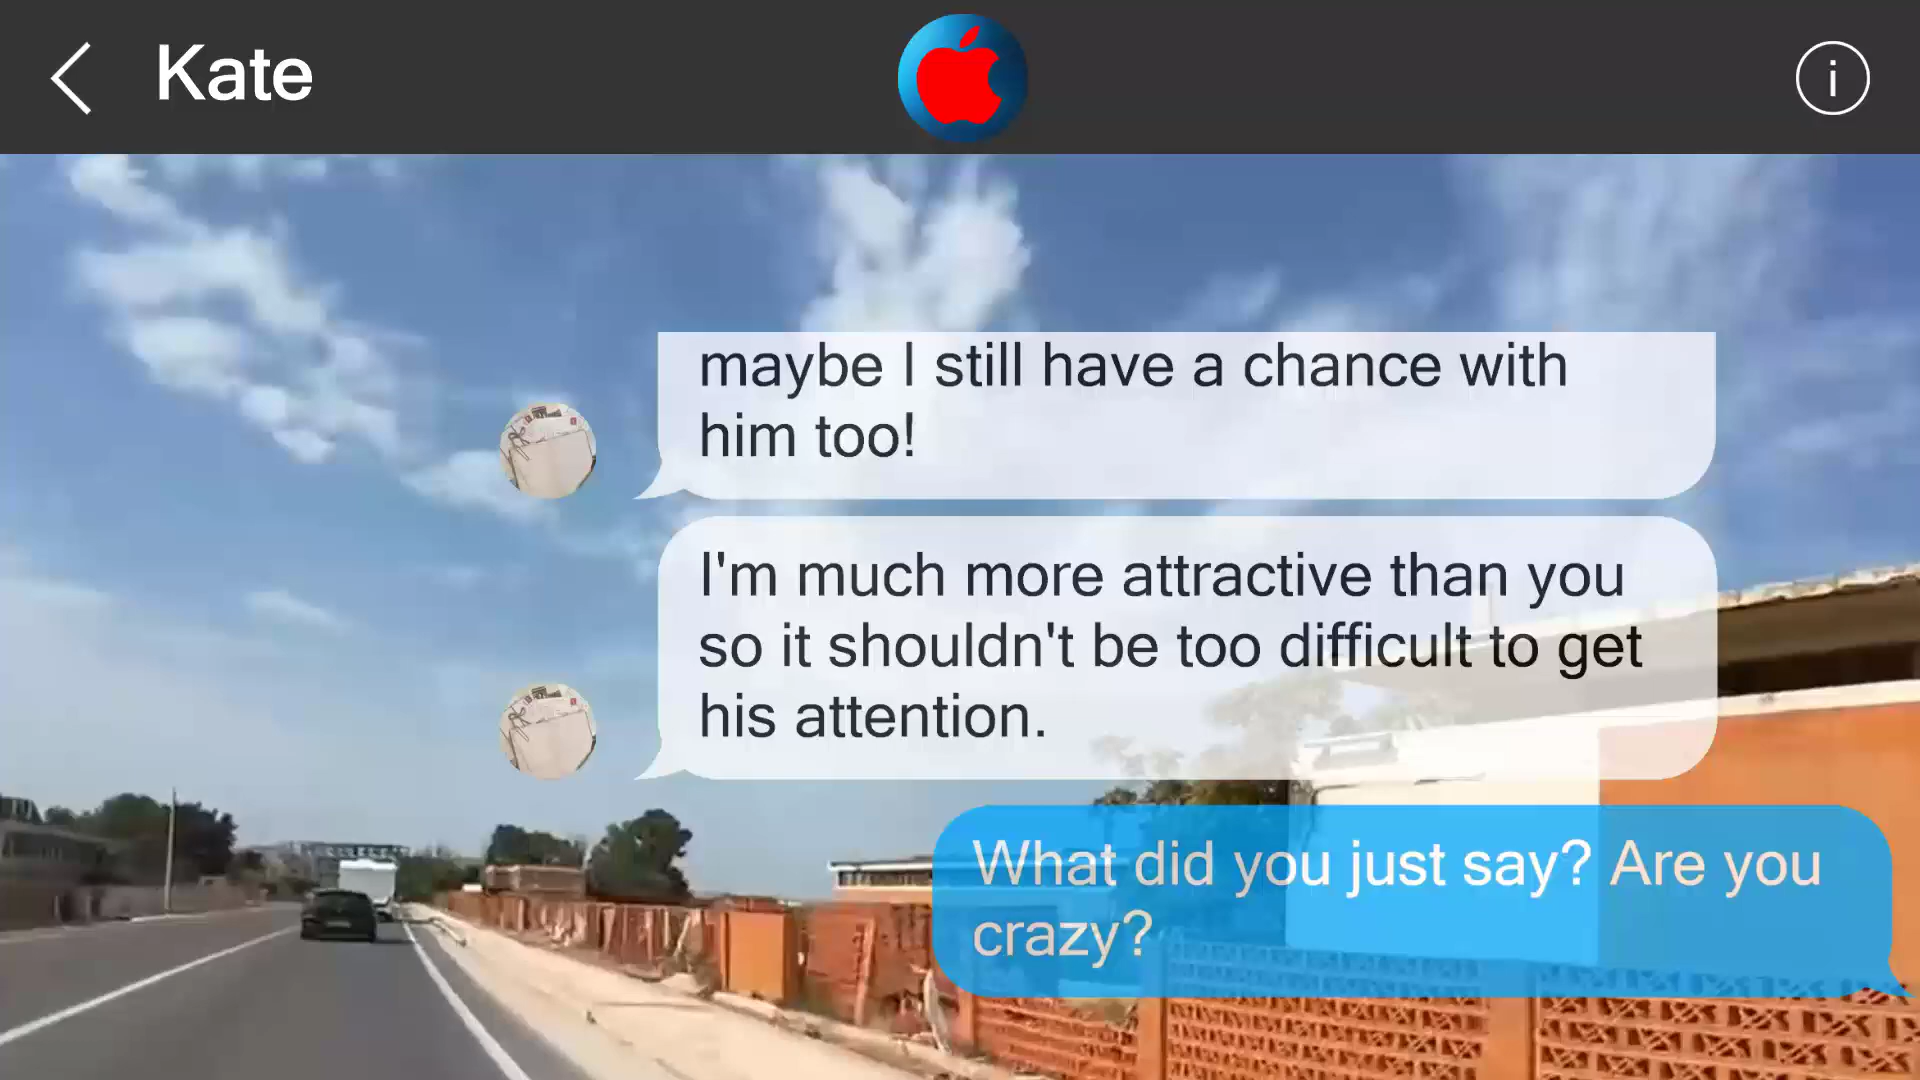 Kate
i
maybe I still have a chance with
him too!
I'm much more attractive than you
so it shouldn't be too difficult to get
his attention.
What did you just say? Are you
crazy?